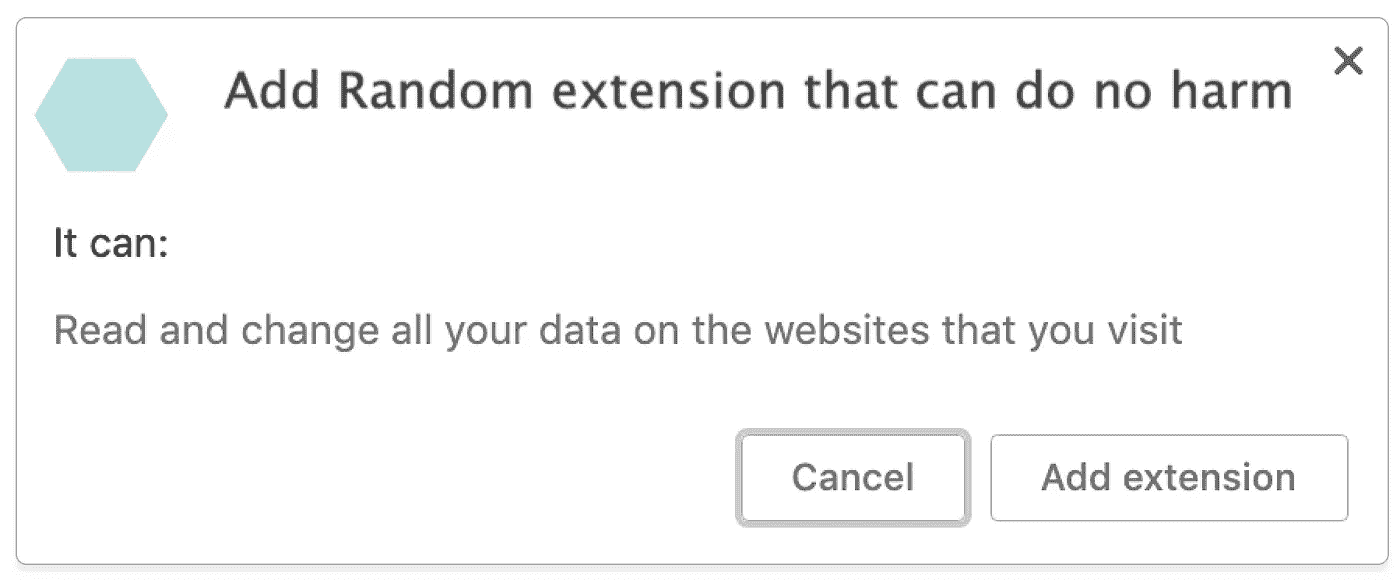 Add Random extension that can do no harm
It can:
Read and change all your data on the websites that you visit
Cancel
Add extension